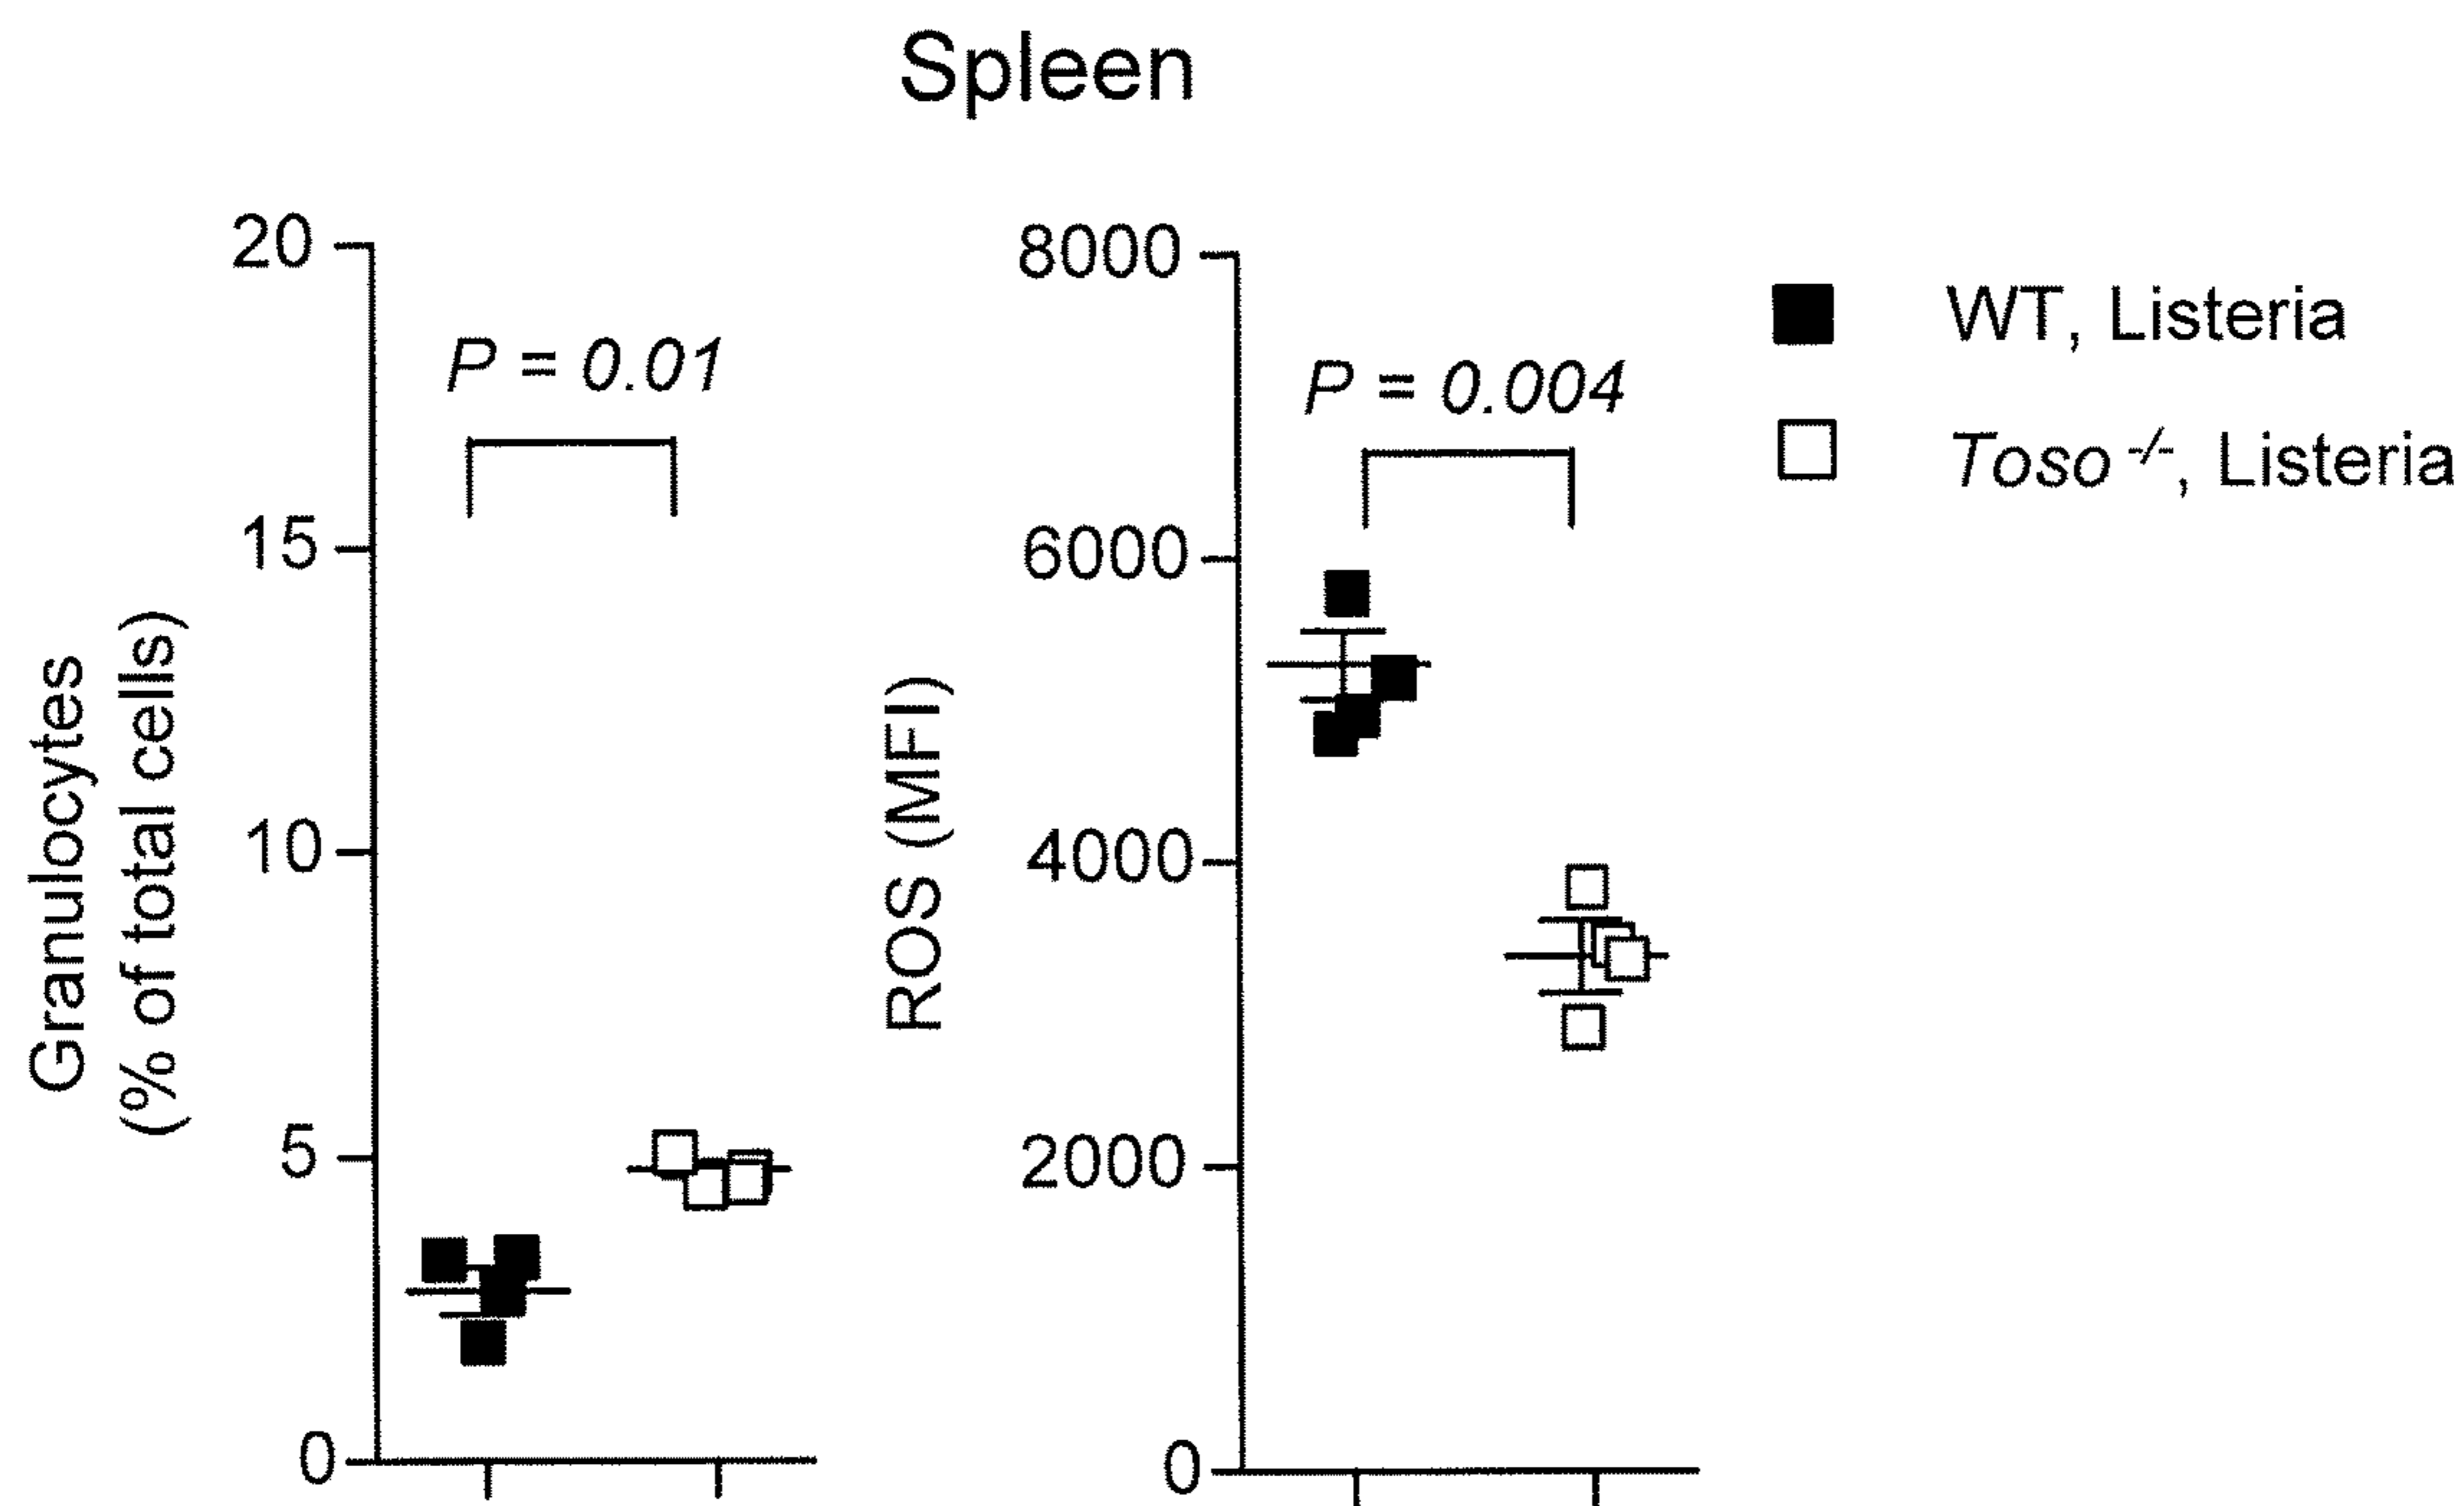 Spleen
Granulocytes
(% of total cells)
20
15
10
5
0
P = 0.01
ROS (MFI)
8000
6000
4000
2000
0
P = 0.004
WT, Listeria
Toso -/-, Listeria